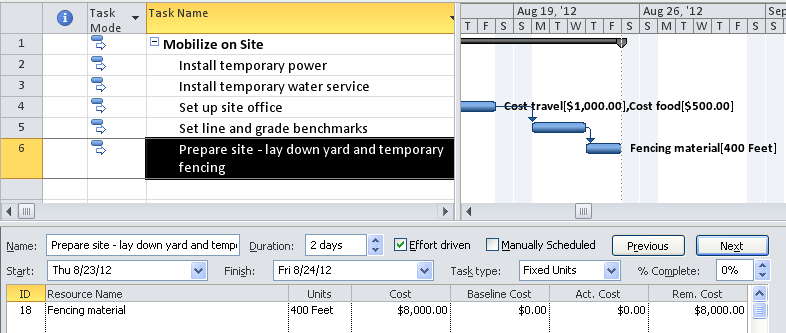 Task Mode Task Name
Aug 19, '12 Aug 26, '12 Sep
T F S S M T W T F S S M T W T F S S
1 Mobilize on Site
2 Install temporary power
3 Install temporary water service
4 Set up site office Cost travel[$1,000.00],Cost food[$500.00]
5 Set line and grade benchmarks
6 Prepare site - lay down yard and temporary
fencing
Fencing material[400 Feet]
Name: Prepare site - lay down yard and temp Duration: 2 days Effort driven Manually Scheduled Previous Next
Start: Thu 8/23/12 Finish: Fri 8/24/12 Task type: Fixed Units % Complete: 0%
ID Resource Name Units Cost Baseline Cost Act. Cost Rem. Cost
18 Fencing material 400 Feet $8,000.00 $0.00 $0.00 $8,000.00